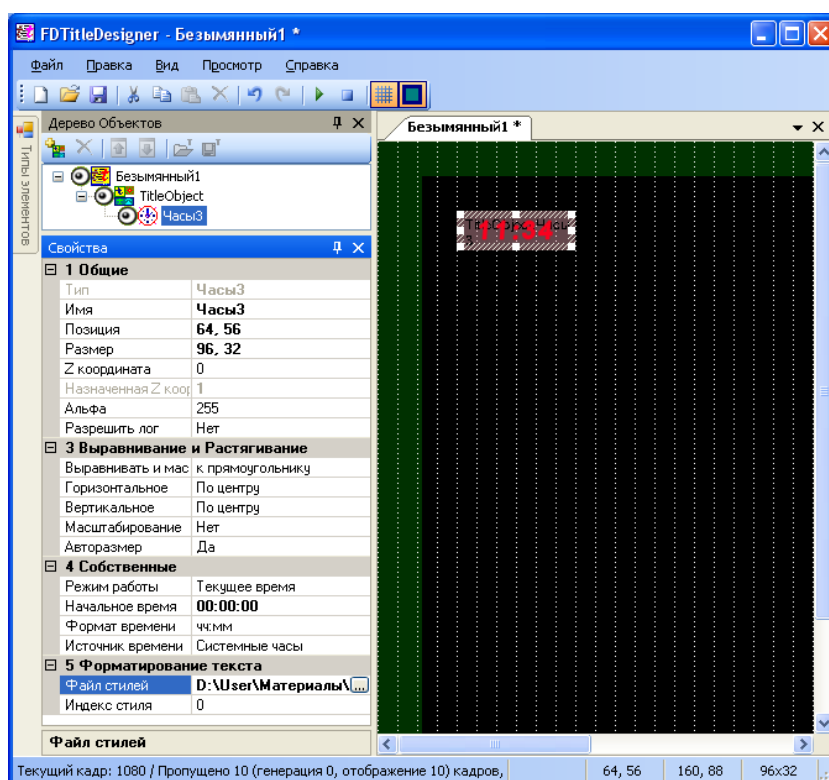 FDTitleDesigner - Безымянный1 *
Файл Правка Вид Просмотр Справка
Типы элементов
Дерево Объектов
Безымянный1
TitleObject
Часы3
Свойства
1 Общие
Тип Часы3
Имя Часы3
Позиция 64, 56
Размер 96, 32
Z координата 0
Назначенная Z коор 1
Альфа 255
Разрешить лог Нет
3 Выравнивание и Растягивание
Выравнивать и мас к прямоугольнику
Горизонтальное По центру
Вертикальное По центру
Масштабирование Нет
Авторазмер Да
4 Собственные
Режим работы Текущее время
Начальное время 00:00:00
Формат времени чч:мм
Источник времени Системные часы
5 Форматирование текста
Файл стилей D:\User\Материалы\ ...
Индекс стиля 0
Файл стилей
Безымянный1 *
11:34
Текущий кадр: 1080 / Пропущено 10 (генерация 0, отображение 10) кадров,
64, 56 160, 88 96x32